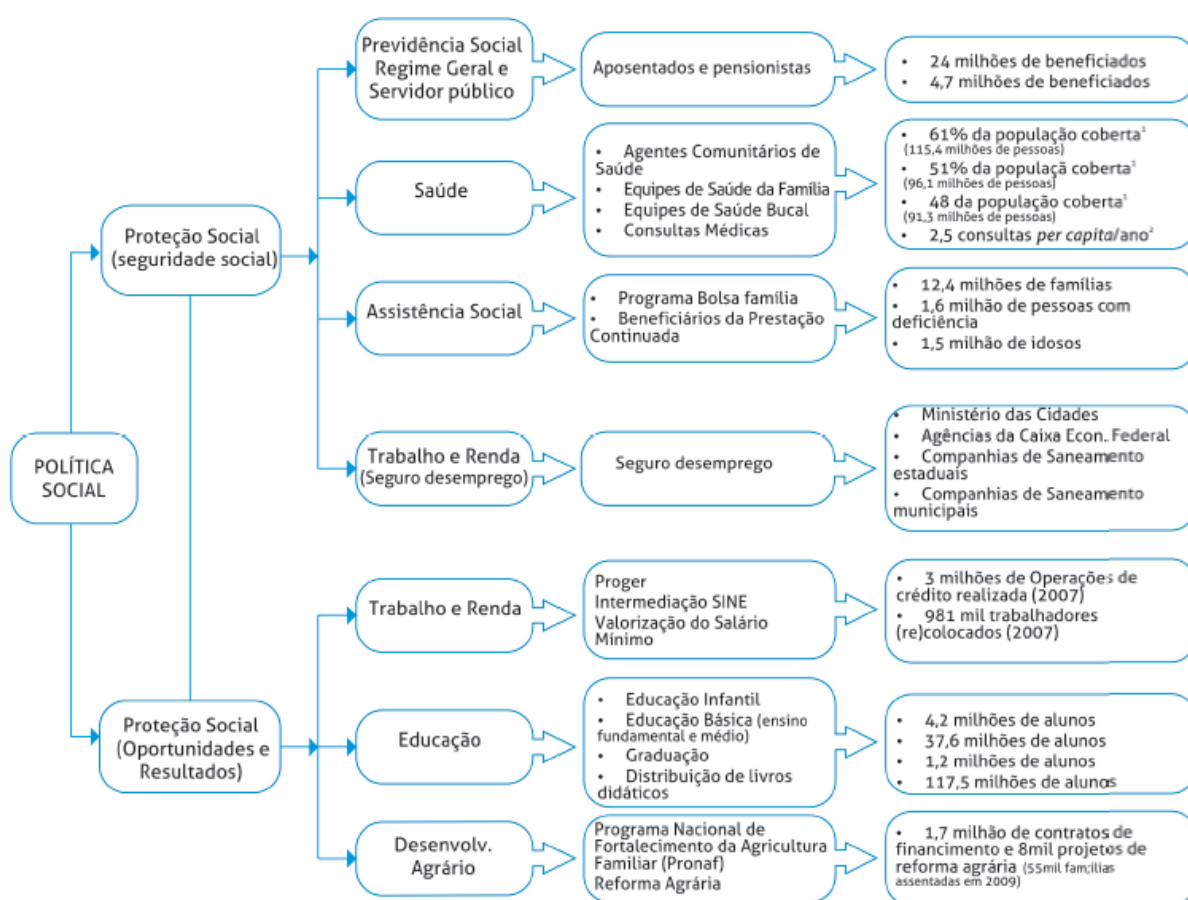 POLÍTICA
SOCIAL
Proteção Social
(seguridade social)
Previdência Social
Regime Geral e
Servidor público
Aposentados e pensionistas
• 24 milhões de beneficiados
• 4,7 milhões de beneficiados
Saúde
• Agentes Comunitários de
Saúde
• Equipes de Saúde da Família
• Equipes de Saúde Bucal
• Consultas Médicas
• 61% da população coberta¹
(115,4 milhões de pessoas)
• 51% da populaçã coberta¹
(96,1 milhões de pessoas)
• 48 da população coberta¹
(91,3 milhões de pessoas)
• 2,5 consultas per capita/ano²
Assistência Social
• Programa Bolsa família
• Beneficiários da Prestação
Continuada
• 12,4 milhões de famílias
• 1,6 milhão de pessoas com
deficiência
• 1,5 milhão de idosos
Trabalho e Renda
(Seguro desemprego)
Seguro desemprego
• Ministério das Cidades
• Agências da Caixa Econ. Federal
• Companhias de Saneamento
estaduais
• Companhias de Saneamento
municipais
Proteção Social
(Oportunidades e
Resultados)
Trabalho e Renda
Proger
Intermediação SINE
Valorização do Salário
Mínimo
• 3 milhões de Operações de
crédito realizada (2007)
• 981 mil trabalhadores
(re)colocados (2007)
Educação
• Educação Infantil
• Educação Básica (ensino
fundamental e médio)
• Graduação
• Distribuição de livros
didáticos
• 4,2 milhões de alunos
• 37,6 milhões de alunos
• 1,2 milhões de alunos
• 117,5 milhões de alunos
Desenvolv.
Agrário
Programa Nacional de
Fortalecimento da Agricultura
Familiar (Pronaf)
Reforma Agrária
• 1,7 milhão de contratos de
financimento e 8mil projetos de
reforma agrária (55mil fam;ilias
assentadas em 2009)